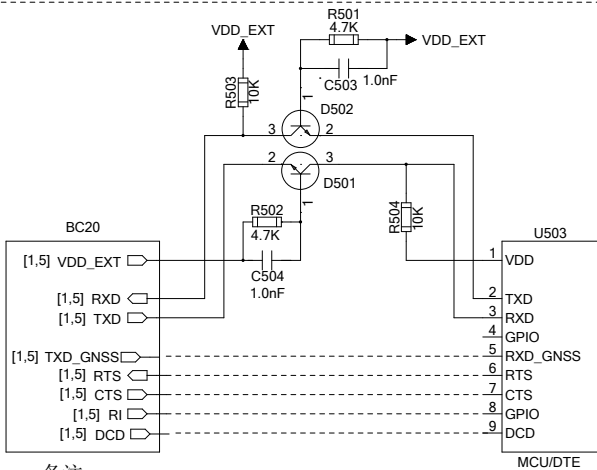 R501
4.7K
VDD_EXT
VDD_EXT
C503
1.0nF
R503
10K
1
D502
3
2
2
3
D501
1
R502
4.7K
C504
1.0nF
R504
10K
BC20
U503
[1,5] VDD_EXT
1
VDD
[1,5] RXD
2
TXD
[1,5] TXD
3
RXD
4
GPIO
[1,5] TXD_GNSS
5
RXD_GNSS
[1,5] RTS
6
RTS
[1,5] CTS
7
CTS
[1,5] RI
8
GPIO
[1,5] DCD
9
DCD
MCU/DTE